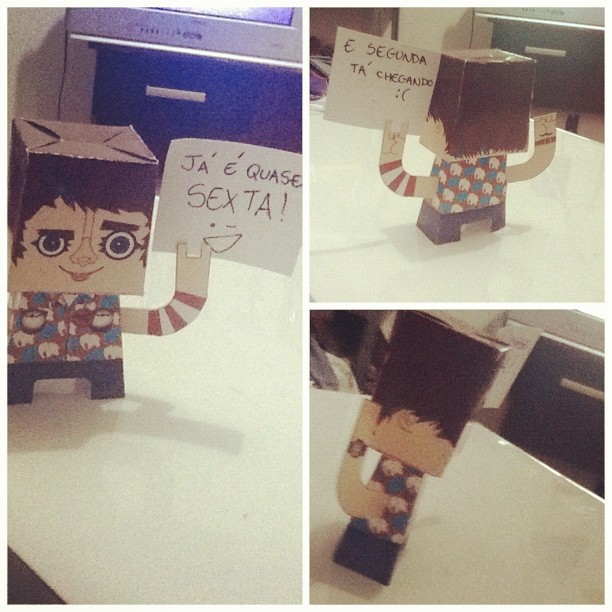 JÁ É QUASE
SEXTA!
:D
E SEGUNDA
TÁ CHEGANDO
:(